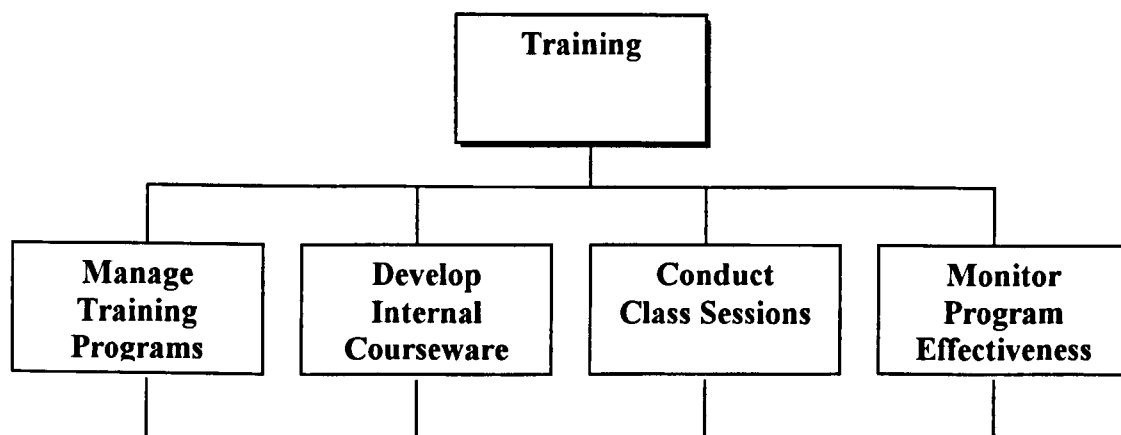 Training
Manage
Training
Programs
Develop
Internal
Courseware
Conduct
Class Sessions
Monitor
Program
Effectiveness